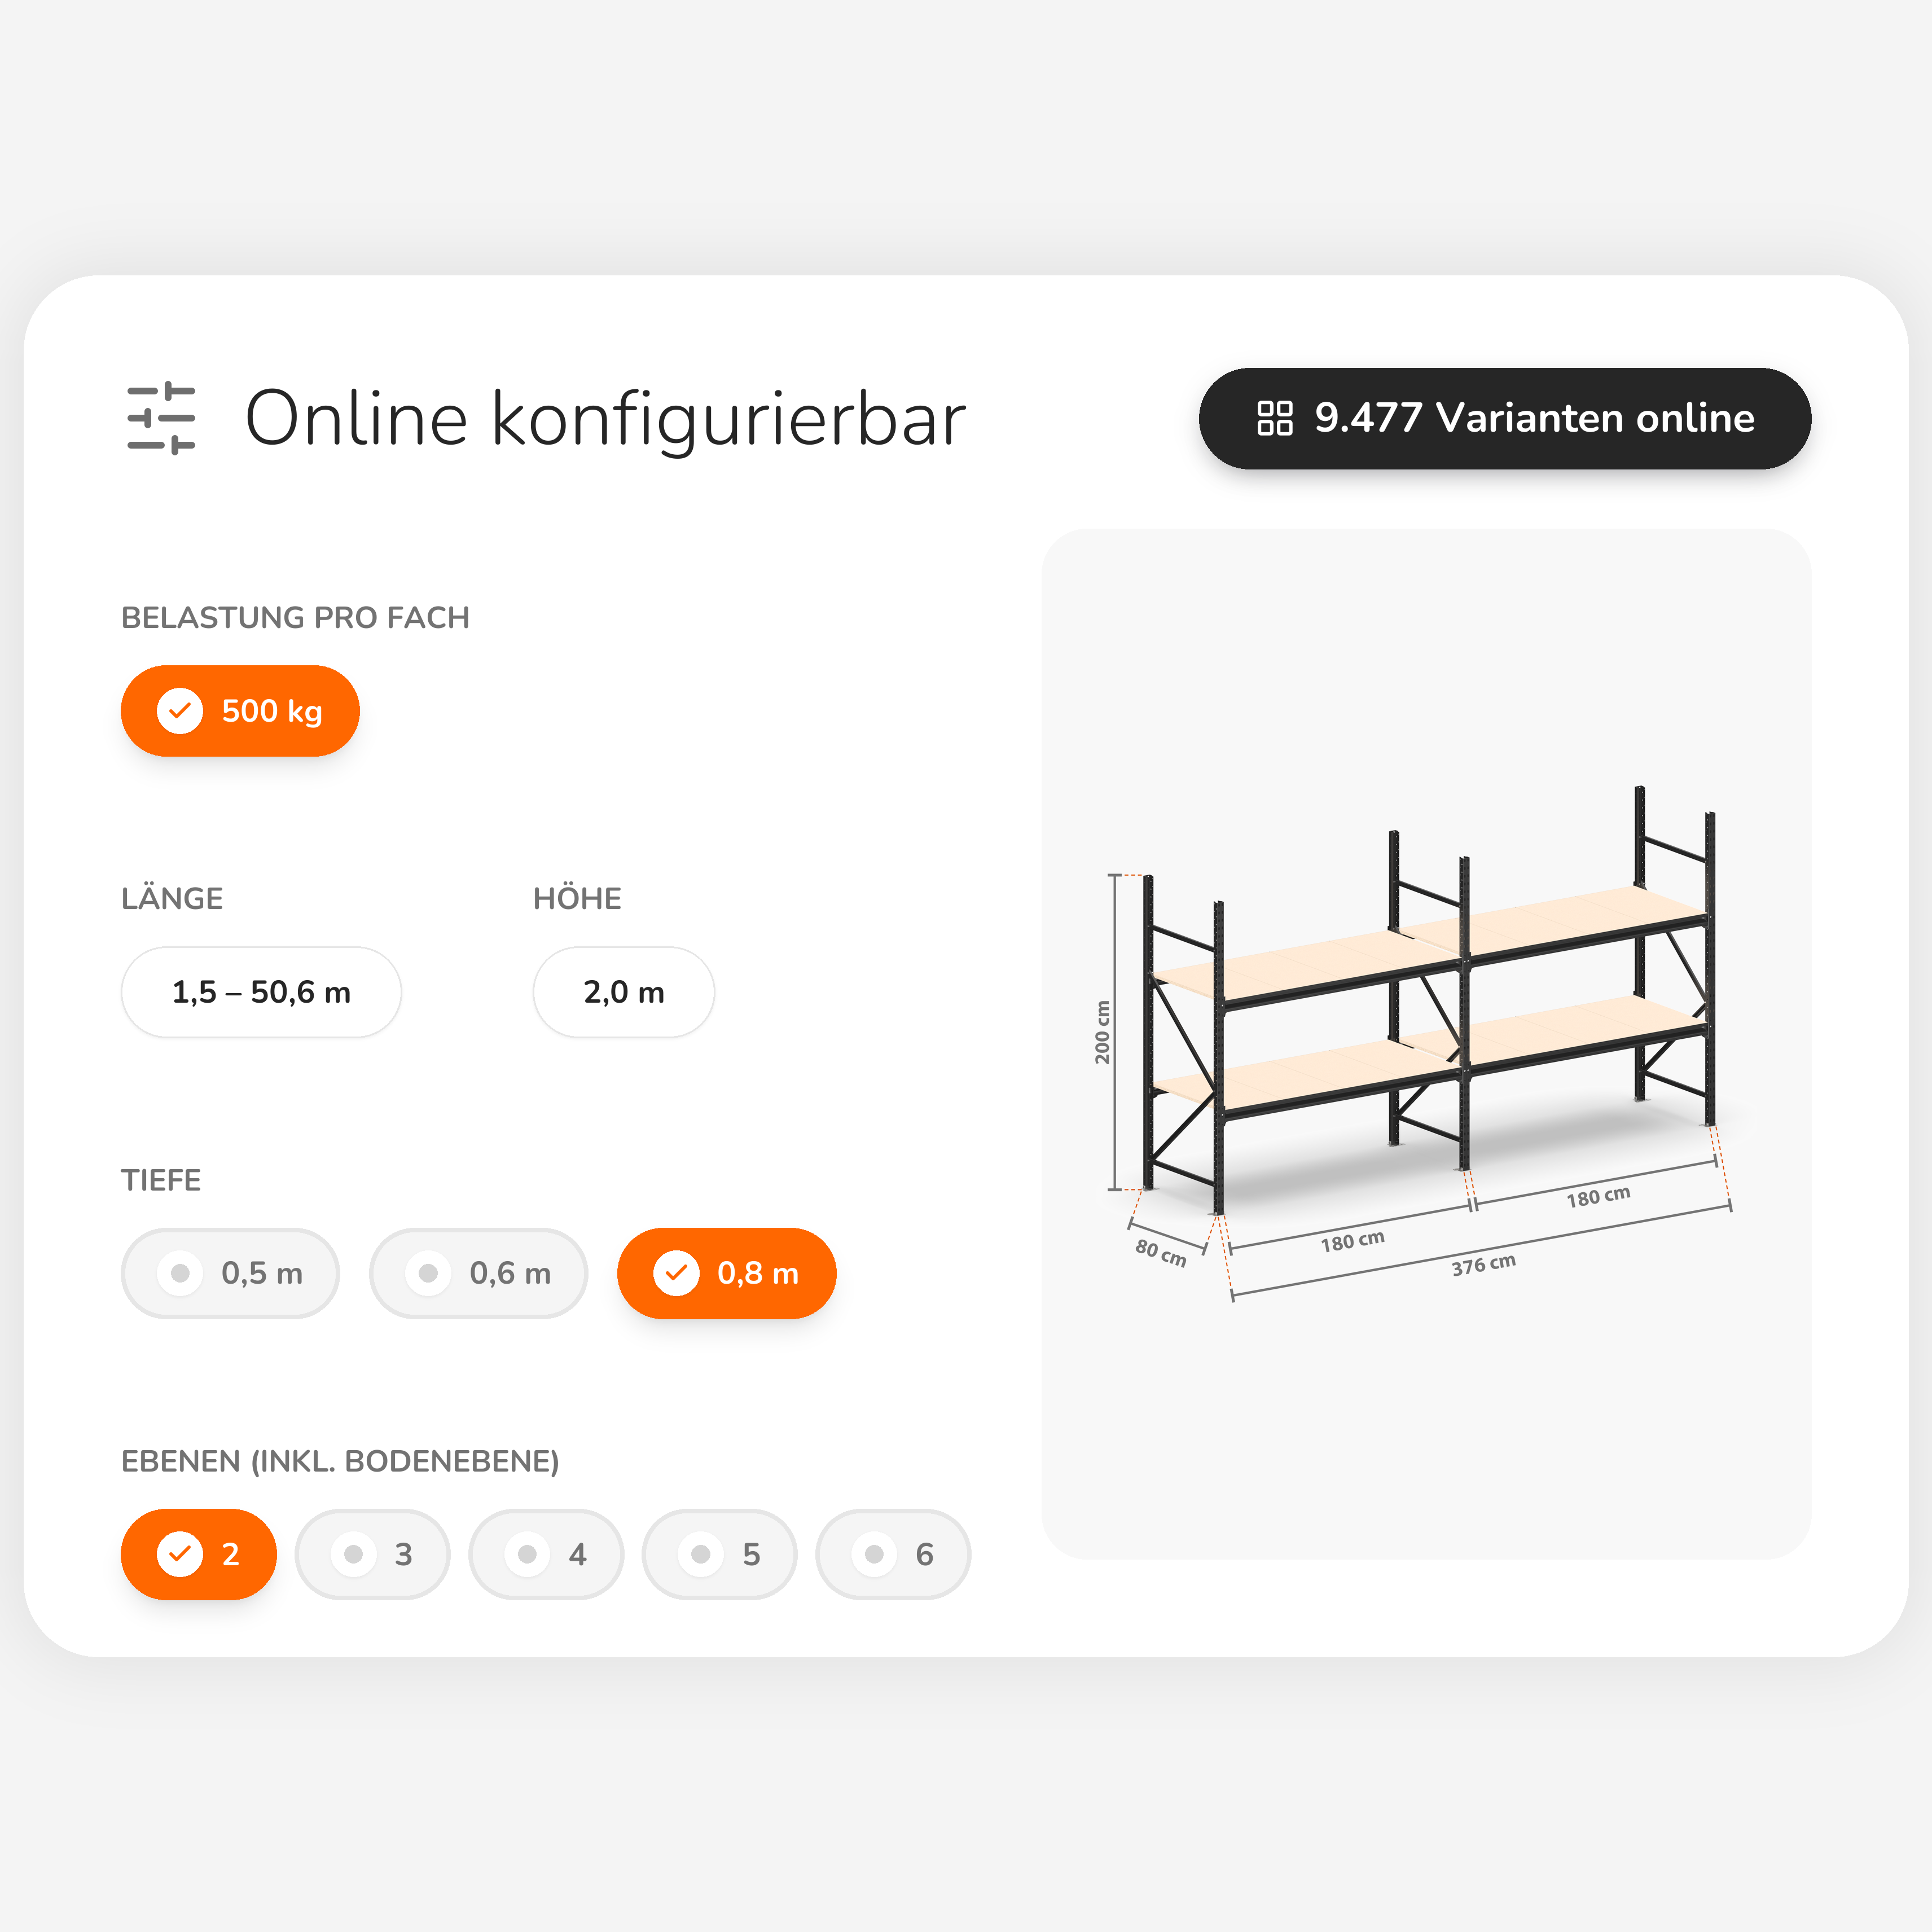 Online konfigurierbar
9.477 Varianten online
BELASTUNG PRO FACH
500 kg
LÄNGE
HÖHE
1,5 – 50,6 m
2,0 m
TIEFE
0,5 m
0,6 m
0,8 m
EBENEN (INKL. BODENEBENE)
2
3
4
5
6
200 cm
80 cm
180 cm
180 cm
376 cm